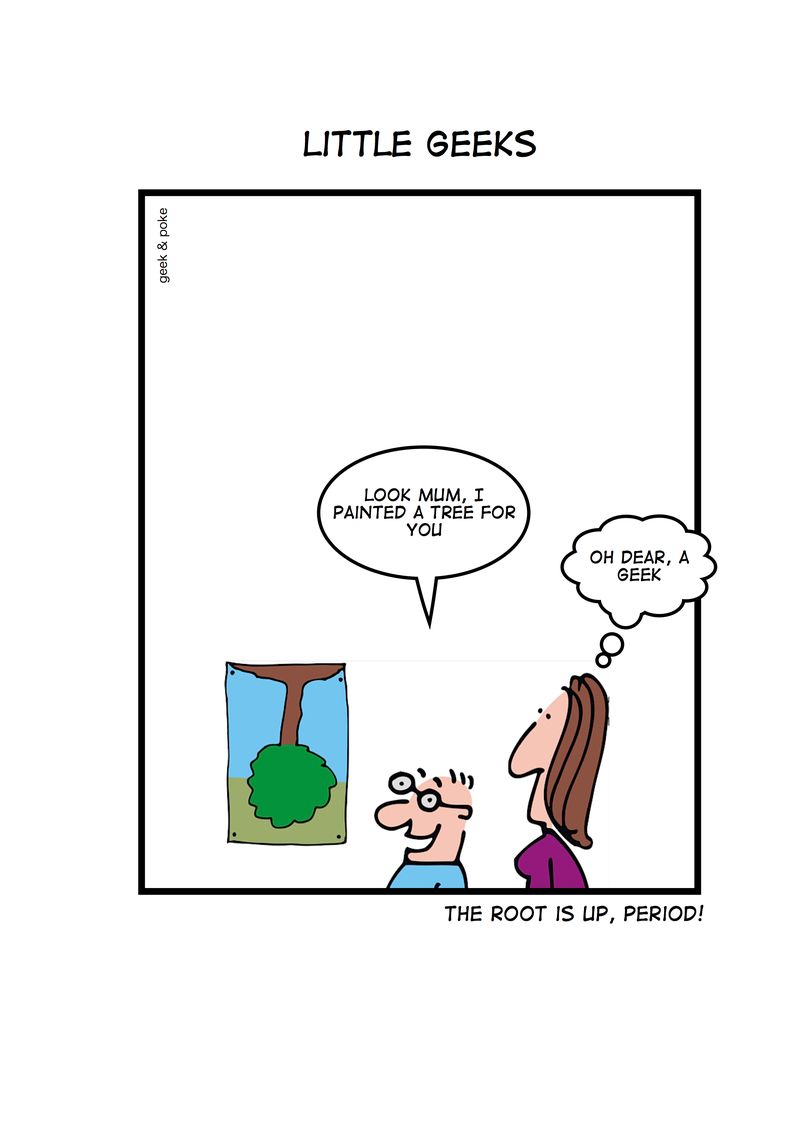 LITTLE GEEKS
geek & poke
LOOK MUM, I
PAINTED A TREE FOR
YOU
OH DEAR, A
GEEK
THE ROOT IS UP, PERIOD!